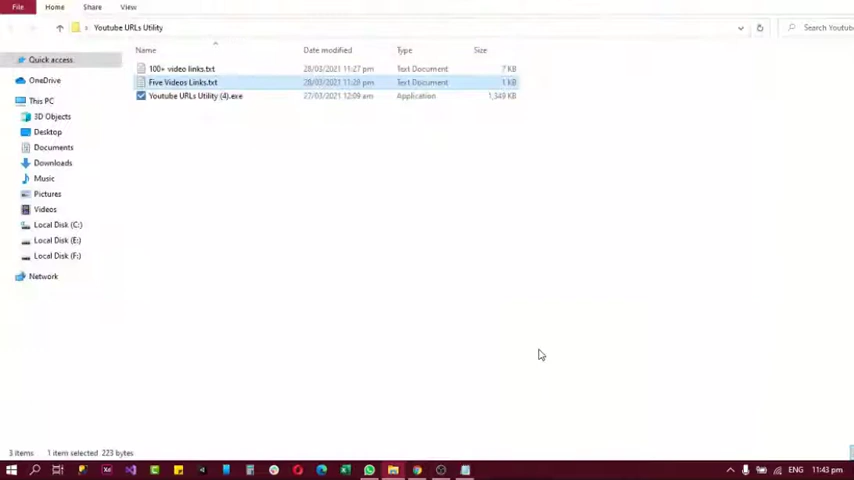 File Home Share View
Youtube URLs Utility Search Youtub
Name Date modified Type Size
Quick access
100+ video links.txt 28/03/2021 11:27 pm Text Document 7 KB
OneDrive
Five Videos Links.txt 28/03/2021 11:28 pm Text Document 1 KB
This PC
Youtube URLs Utility (4).exe 27/03/2021 12:09 am Application 1,349 KB
3D Objects
Desktop
Documents
Downloads
Music
Pictures
Videos
Local Disk (C:)
Local Disk (E:)
Local Disk (F:)
Network
3 items 1 item selected 223 bytes
ENG 11:43 pm